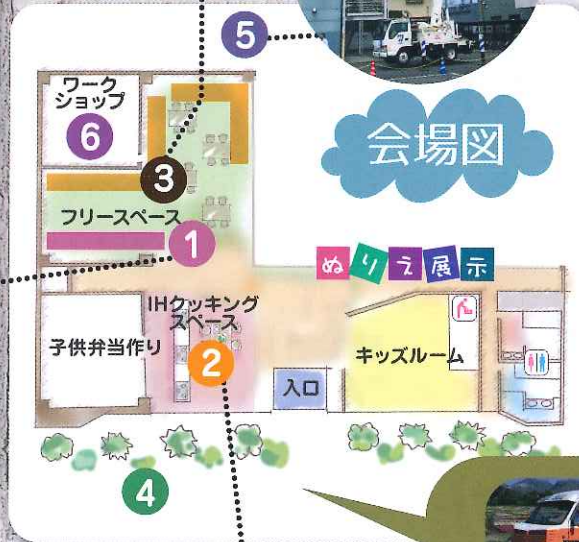 5
会場図
ワーク
ショップ
6
3
フリースペース
1
ぬりえ展示
IHクッキング
スペース
子供弁当作り
2
キッズルーム
入口
4